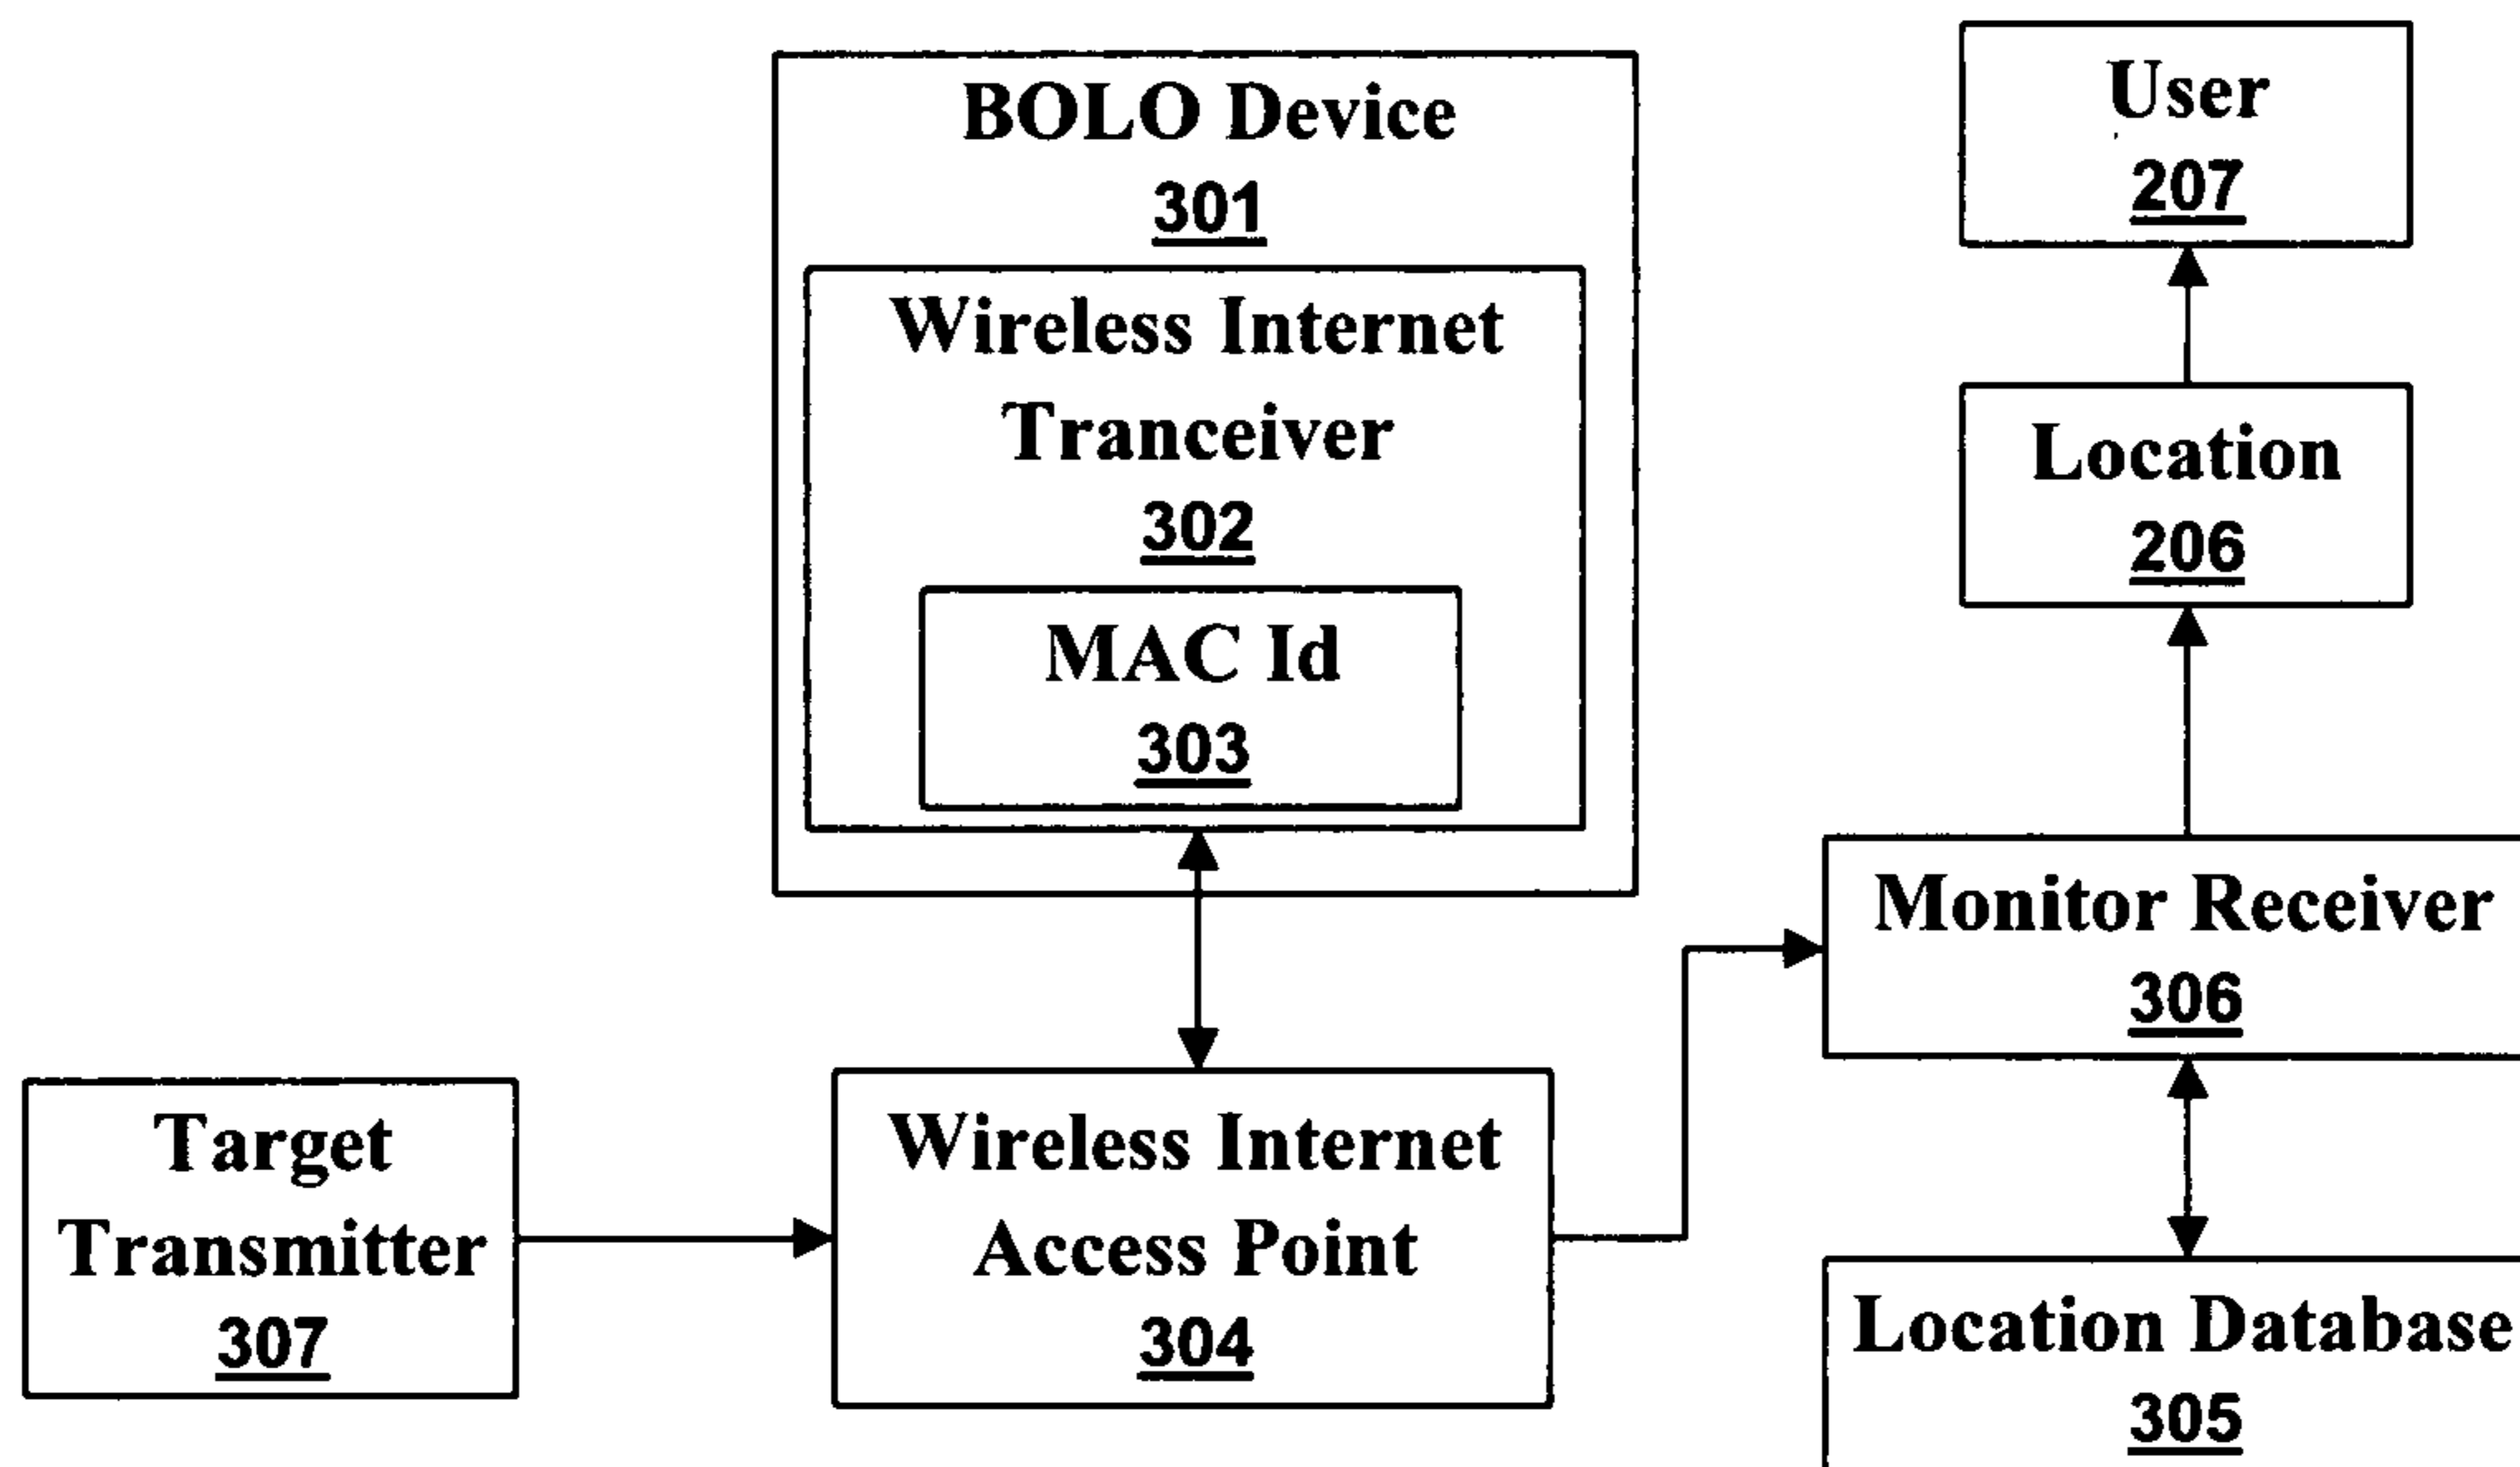 BOLO Device
301
Wireless Internet
Tranceiver
302
MAC Id
303
User
207
Location
206
Monitor Receiver
306
Target
Transmitter
307
Wireless Internet
Access Point
304
Location Database
305